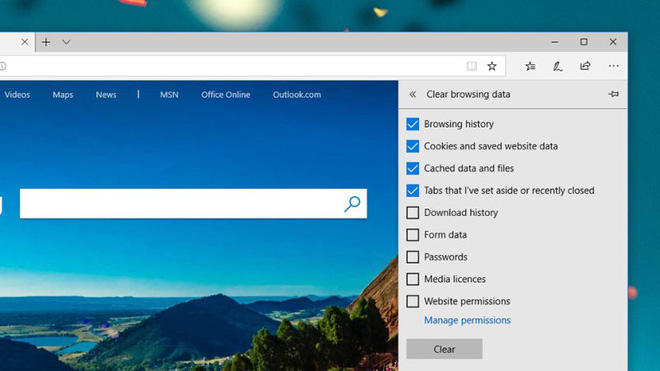 Videos Maps News | MSN Office Online Outlook.com
Clear browsing data
Browsing history
Cookies and saved website data
Cached data and files
Tabs that I've set aside or recently closed
Download history
Form data
Passwords
Media licences
Website permissions
Manage permissions
Clear